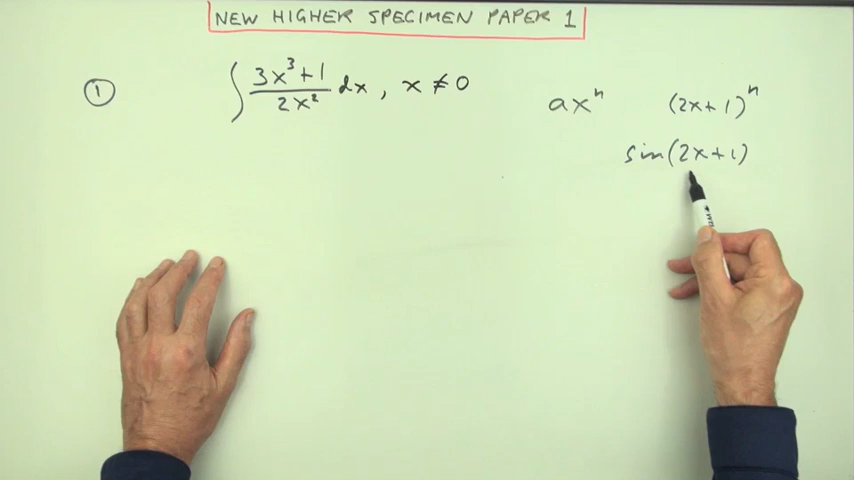 NEW HIGHER SPECIMEN PAPER 1
① ∫ (3x³+1)/(2x²) dx , x ≠ 0
axⁿ (2x+1)ⁿ
sin(2x+1)